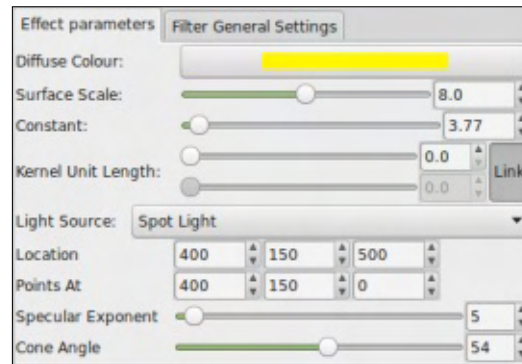 Effect parameters Filter General Settings
Diffuse Colour:
Surface Scale: 8.0
Constant: 3.77
Kernel Unit Length: 0.0 Link
0.0
Light Source: Spot Light
Location 400 150 500
Points At 400 150 0
Specular Exponent 5
Cone Angle 54